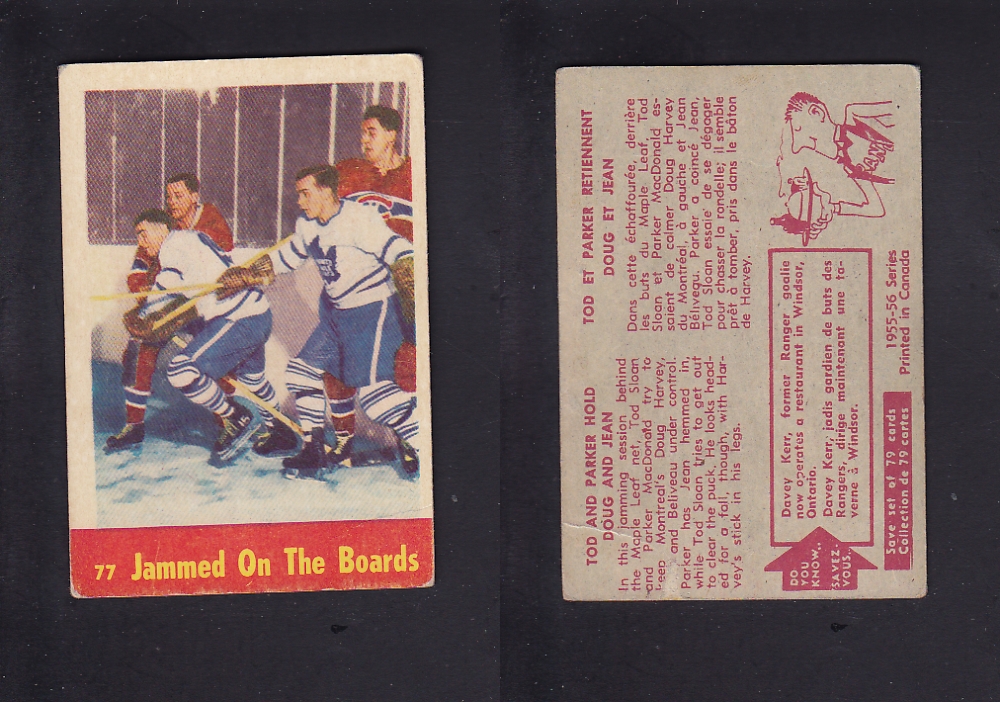 77 Jammed On The Boards
TOD AND PARKER HOLD
DOUG AND JEAN
In this jamming session behind
the Maple Leaf net, Tod Sloan
and Parker MacDonald try to
keep Montreal's Doug Harvey,
and Beliveau under control.
Parker has Jean hemmed in,
while Tod Sloan tries to get out
to clear the puck. He looks head-
ed for a fall, though, with Har-
vey's stick in his legs.
TOD ET PARKER RETIENNENT
DOUG ET JEAN
Dans cette échaffourée, derrière
les buts du Maple Leaf, Tod
Sloan et Parker MacDonald es-
saient de calmer Doug Harvey
du Montréal, à gauche et Jean
Béliveau. Parker a coincé Jean,
Tod Sloan essaie' de se dégager
pour chasser la rondelle; il semble
prêt à tomber, pris dans le bâton
de Harvey.
DO
YOU
KNOW..
SAVEZ
VOUS..
Davey Kerr, former Ranger goalie
now operates a restaurant in Windsor,
Ontario.
Davey Kerr, jadis gardien de buts des
Rangers, dirige maintenant une ta-
verne à Windsor.
Save set of 79 cards
Collection de 79 cartes
1955-56 Series
Printed in Canada